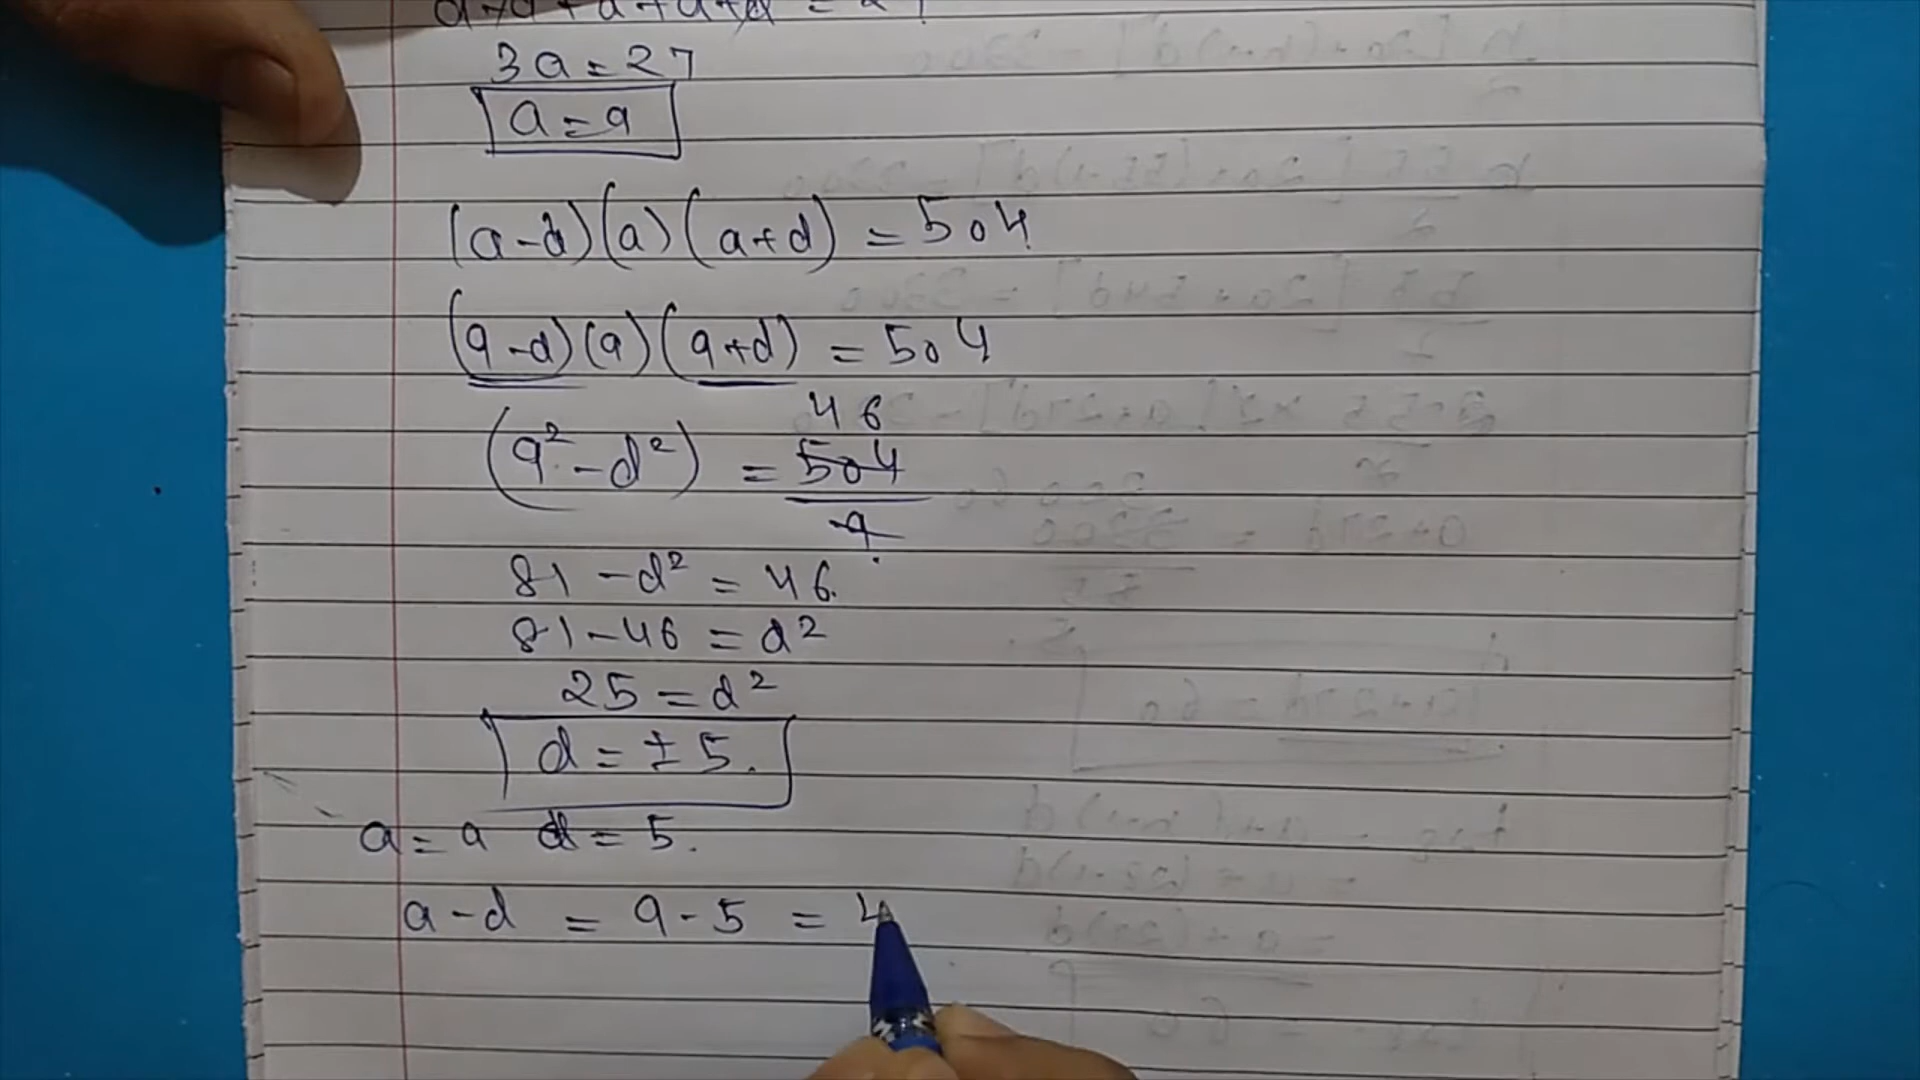 3a = 27
a = 9
(a-d)(a)(a+d) = 504
(9-d)(9)(9+d) = 504
46
(9² - d²) = 504
9
81 - d² = 46.
81 - 46 = d²
25 = d²
d = ± 5.
a = 9 d = 5.
a - d = 9 - 5 = 4